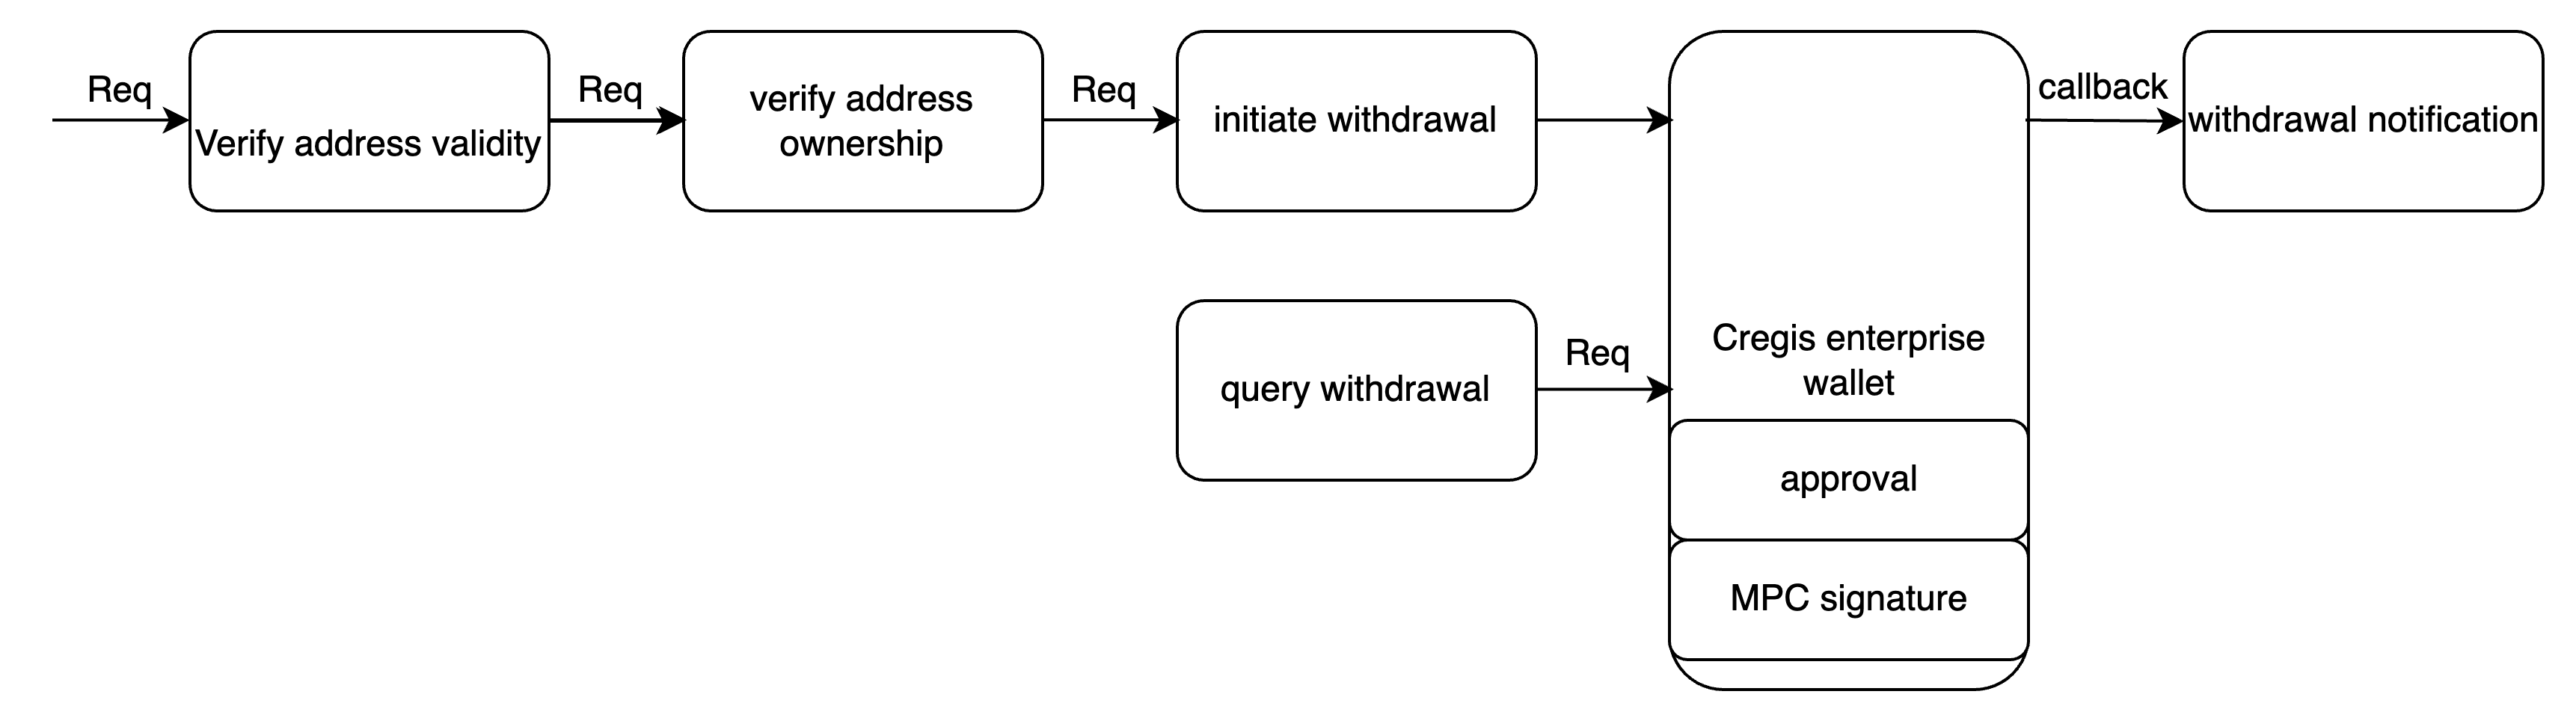 Req
Verify address validity
Req
verify address
ownership
Req
initiate withdrawal
callback
withdrawal notification
query withdrawal
Req
Cregis enterprise
wallet
approval
MPC signature